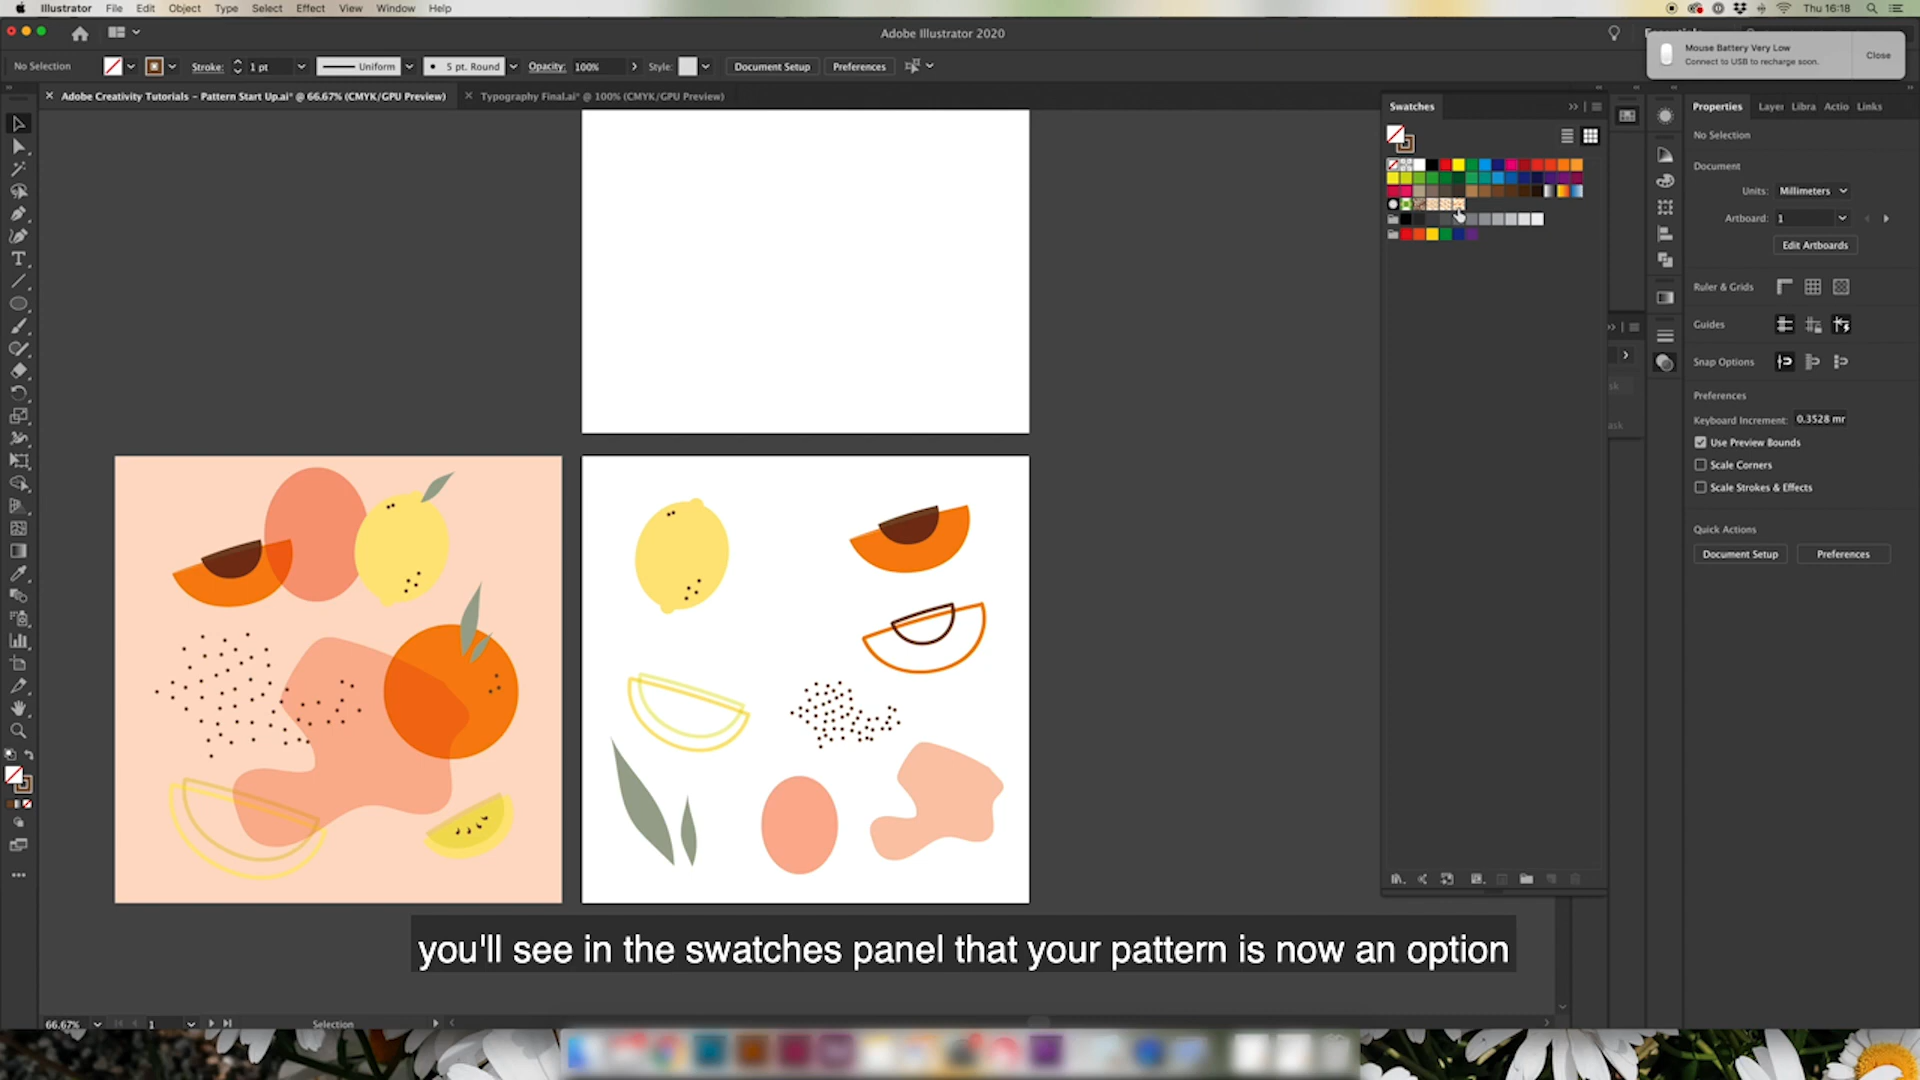 Illustrator File Edit Object Type Select Effect View Window Help
Thu 16:18
Adobe Illustrator 2020
Mouse Battery Very Low
Connect to USB to recharge soon.
Close
No Selection
Stroke: 1 pt
Uniform
5 pt. Round
Opacity: 100%
Style:
Document Setup
Preferences
Adobe Creativity Tutorials – Pattern Start Up.ai* @ 66.67% (CMYK/GPU Preview)
Typography Final.ai* @ 100% (CMYK/GPU Preview)
Swatches
Properties Layer Libra Actio Links
No Selection
Document
Units: Millimeters
Artboard: 1
Edit Artboards
Ruler & Grids
Guides
Snap Options
Preferences
Keyboard Increment: 0.3528 mr
Use Preview Bounds
Scale Corners
Scale Strokes & Effects
Quick Actions
Document Setup
Preferences
you'll see in the swatches panel that your pattern is now an option
66.67% 1 Selection